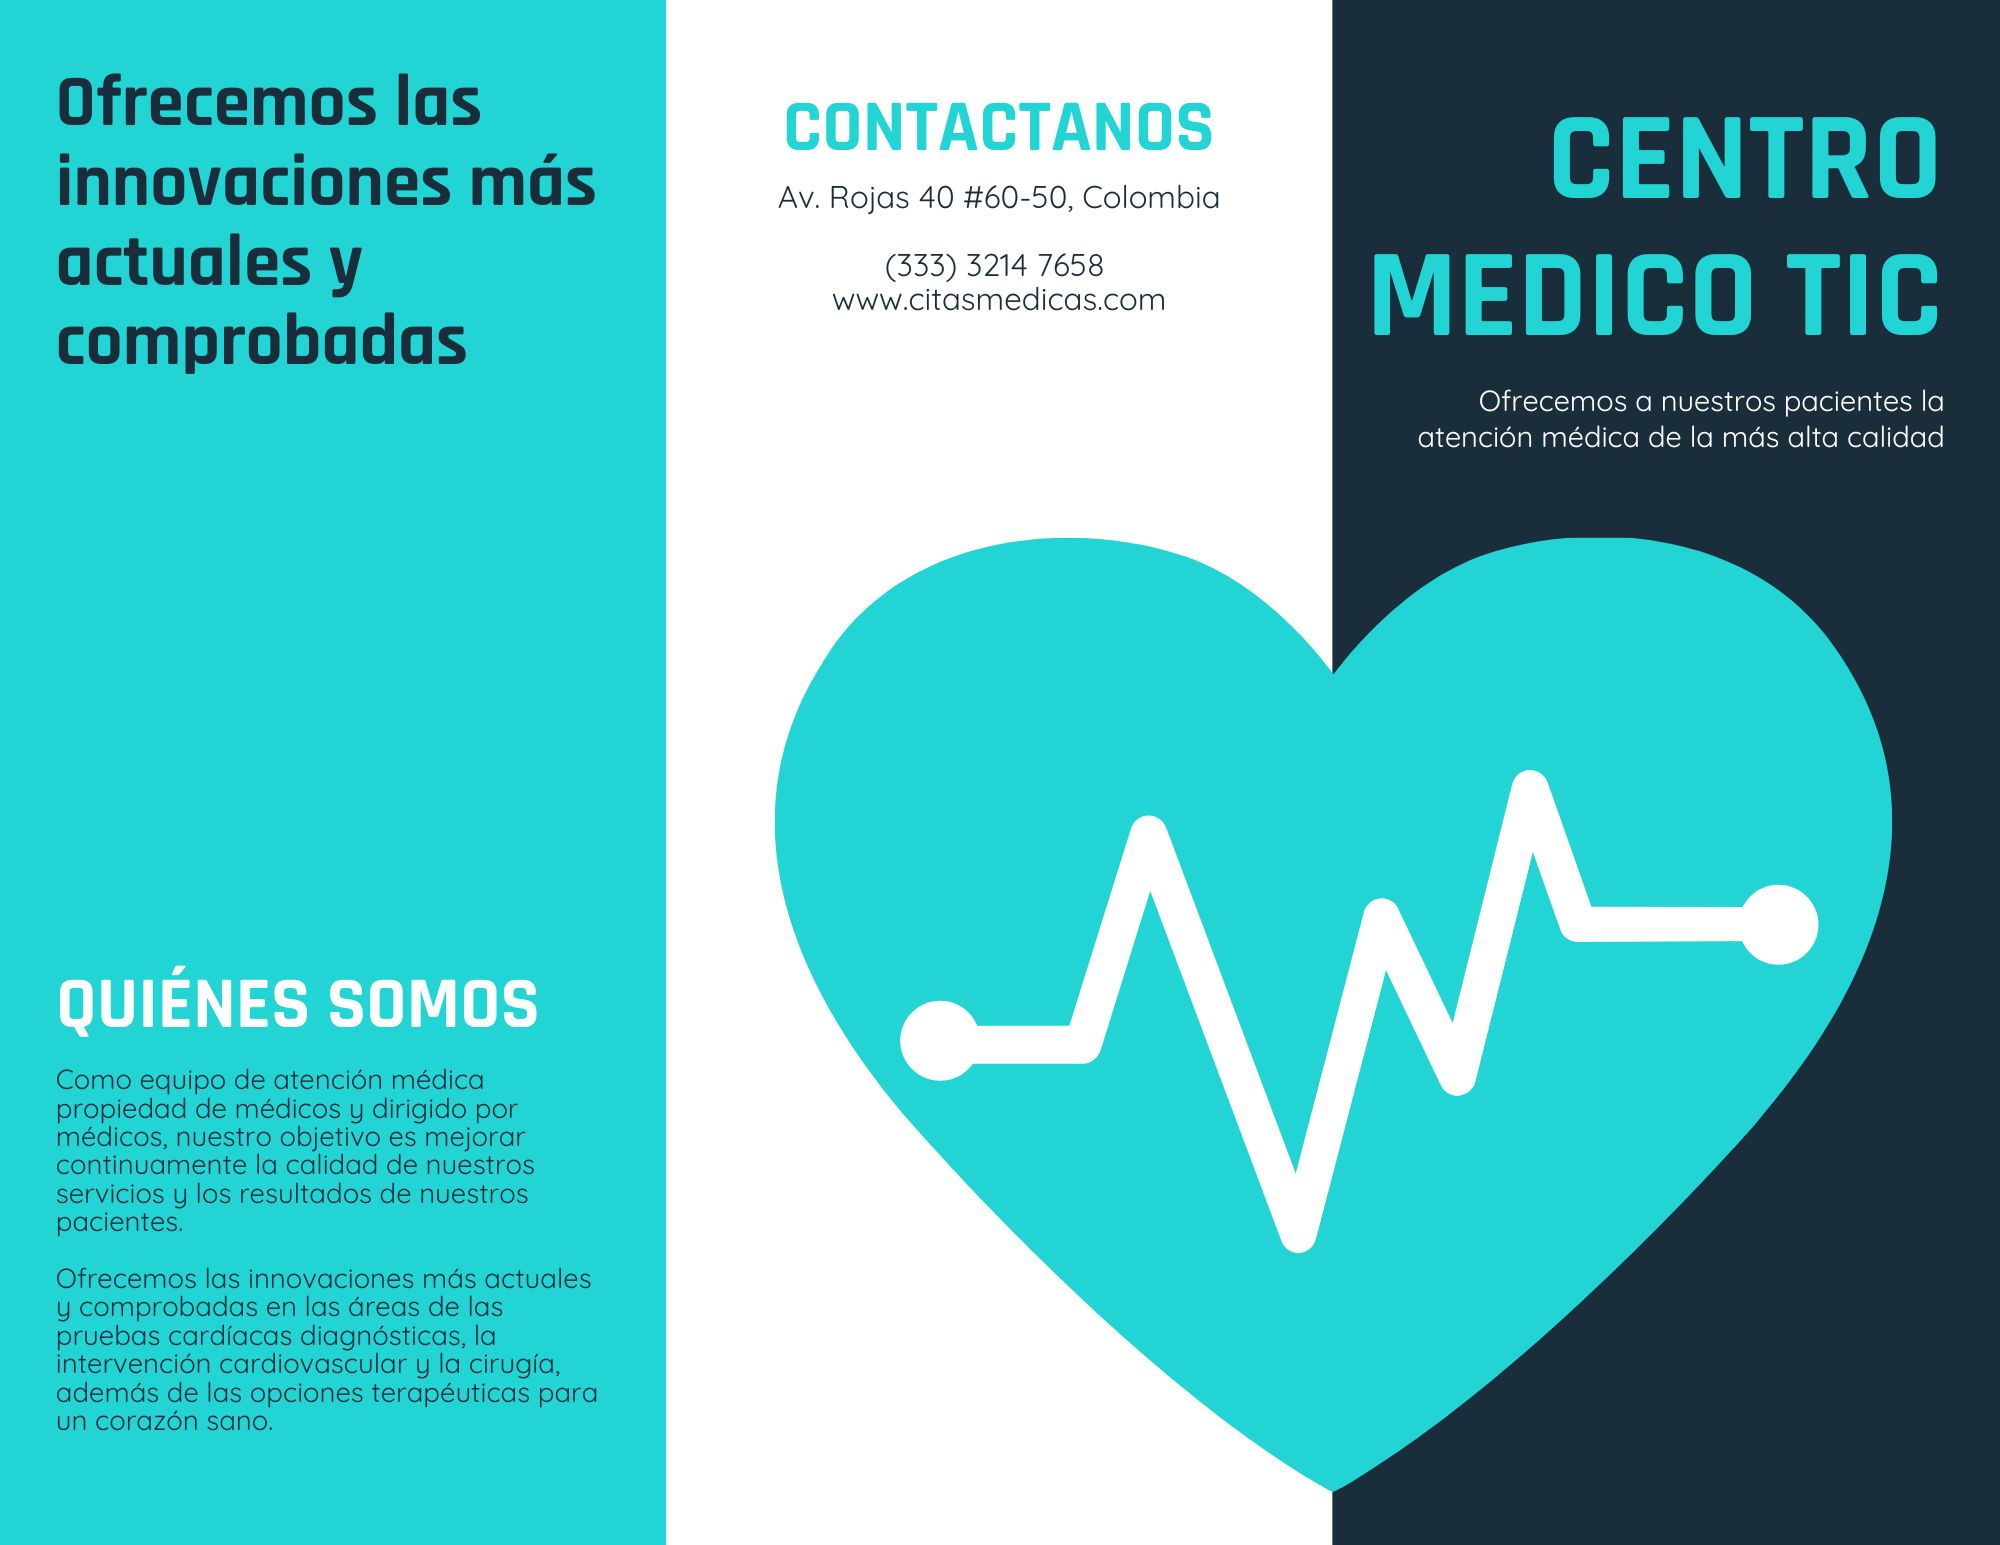 Ofrecemos las
innovaciones más
actuales y
comprobadas
QUIÉNES SOMOS
Como equipo de atención médica
propiedad de médicos y dirigido por
médicos, nuestro objetivo es mejorar
continuamente la calidad de nuestros
servicios y los resultados de nuestros
pacientes.
Ofrecemos las innovaciones más actuales
y comprobadas en las áreas de las
pruebas cardíacas diagnósticas, la
intervención cardiovascular y la cirugía,
además de las opciones terapéuticas para
un corazón sano.
CONTACTANOS
Av. Rojas 40 #60-50, Colombia
(333) 3214 7658
www.citasmedicas.com
CENTRO
MEDICO TIC
Ofrecemos a nuestros pacientes la
atención médica de la más alta calidad